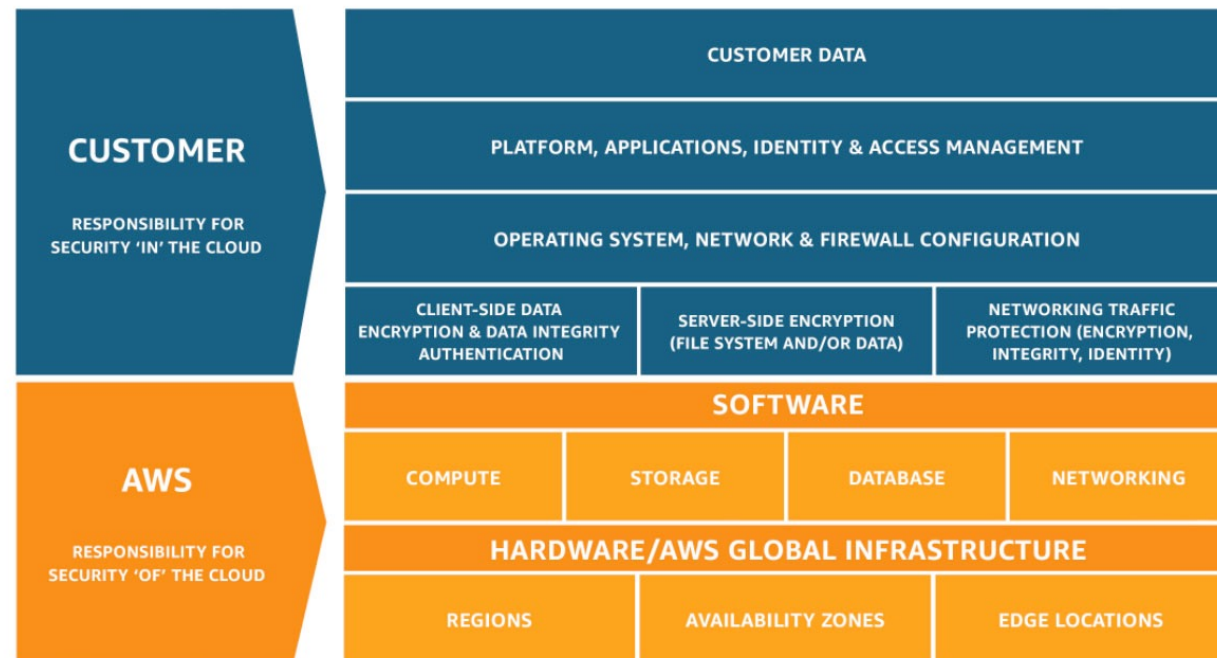 CUSTOMER
RESPONSIBILITY FOR
SECURITY ‘IN’ THE CLOUD
CUSTOMER DATA
PLATFORM, APPLICATIONS, IDENTITY & ACCESS MANAGEMENT
OPERATING SYSTEM, NETWORK & FIREWALL CONFIGURATION
CLIENT-SIDE DATA
ENCRYPTION & DATA INTEGRITY
AUTHENTICATION
SERVER-SIDE ENCRYPTION
(FILE SYSTEM AND/OR DATA)
NETWORKING TRAFFIC
PROTECTION (ENCRYPTION,
INTEGRITY, IDENTITY)
AWS
RESPONSIBILITY FOR
SECURITY ‘OF’ THE CLOUD
SOFTWARE
COMPUTE
STORAGE
DATABASE
NETWORKING
HARDWARE/AWS GLOBAL INFRASTRUCTURE
REGIONS
AVAILABILITY ZONES
EDGE LOCATIONS